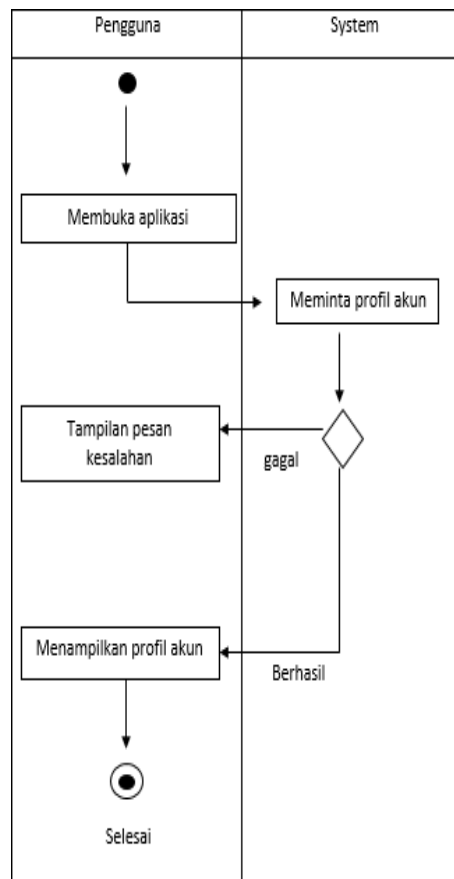 Pengguna
System
Membuka aplikasi
Meminta profil akun
Tampilan pesan
kesalahan
gagal
Menampilkan profil akun
Berhasil
Selesai